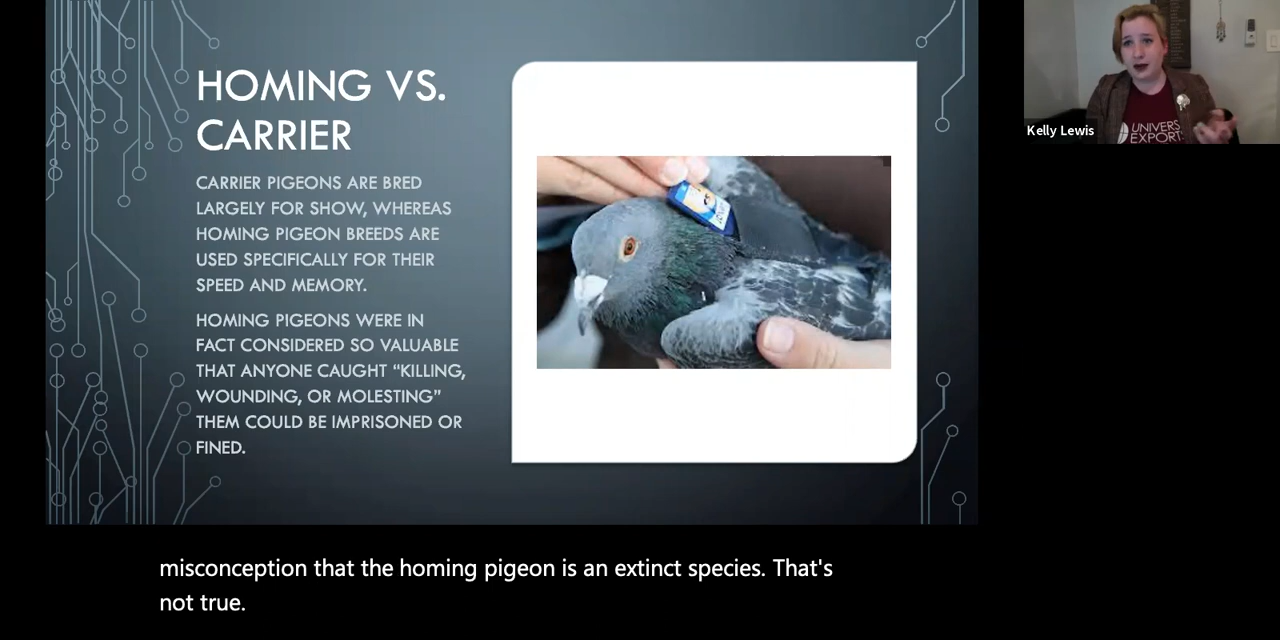 HOMING VS.
CARRIER
CARRIER PIGEONS ARE BRED
LARGELY FOR SHOW, WHEREAS
HOMING PIGEON BREEDS ARE
USED SPECIFICALLY FOR THEIR
SPEED AND MEMORY.
HOMING PIGEONS WERE IN
FACT CONSIDERED SO VALUABLE
THAT ANYONE CAUGHT “KILLING,
WOUNDING, OR MOLESTING”
THEM COULD BE IMPRISONED OR
FINED.
Kelly Lewis
UNIVERS
EXPORT
misconception that the homing pigeon is an extinct species. That's
not true.